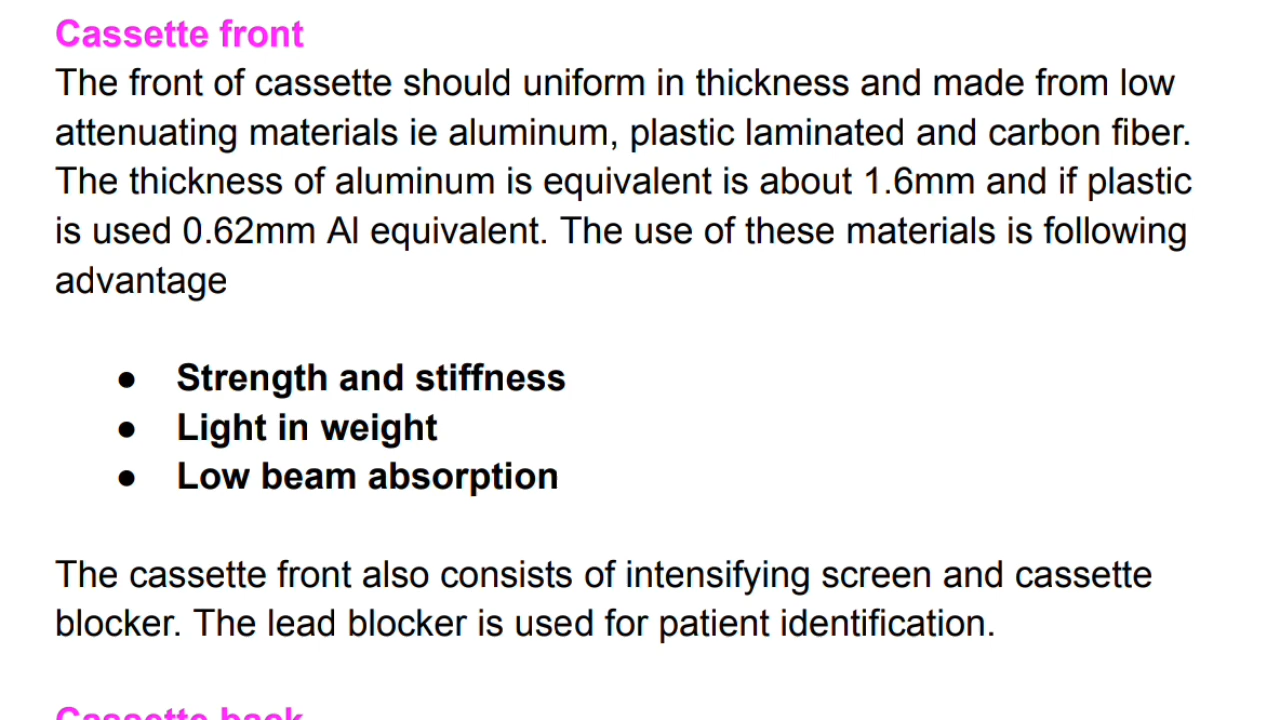 Cassette front
The front of cassette should uniform in thickness and made from low
attenuating materials ie aluminum, plastic laminated and carbon fiber.
The thickness of aluminum is equivalent is about 1.6mm and if plastic
is used 0.62mm Al equivalent. The use of these materials is following
advantage
● Strength and stiffness
● Light in weight
● Low beam absorption
The cassette front also consists of intensifying screen and cassette
blocker. The lead blocker is used for patient identification.
Cassette back